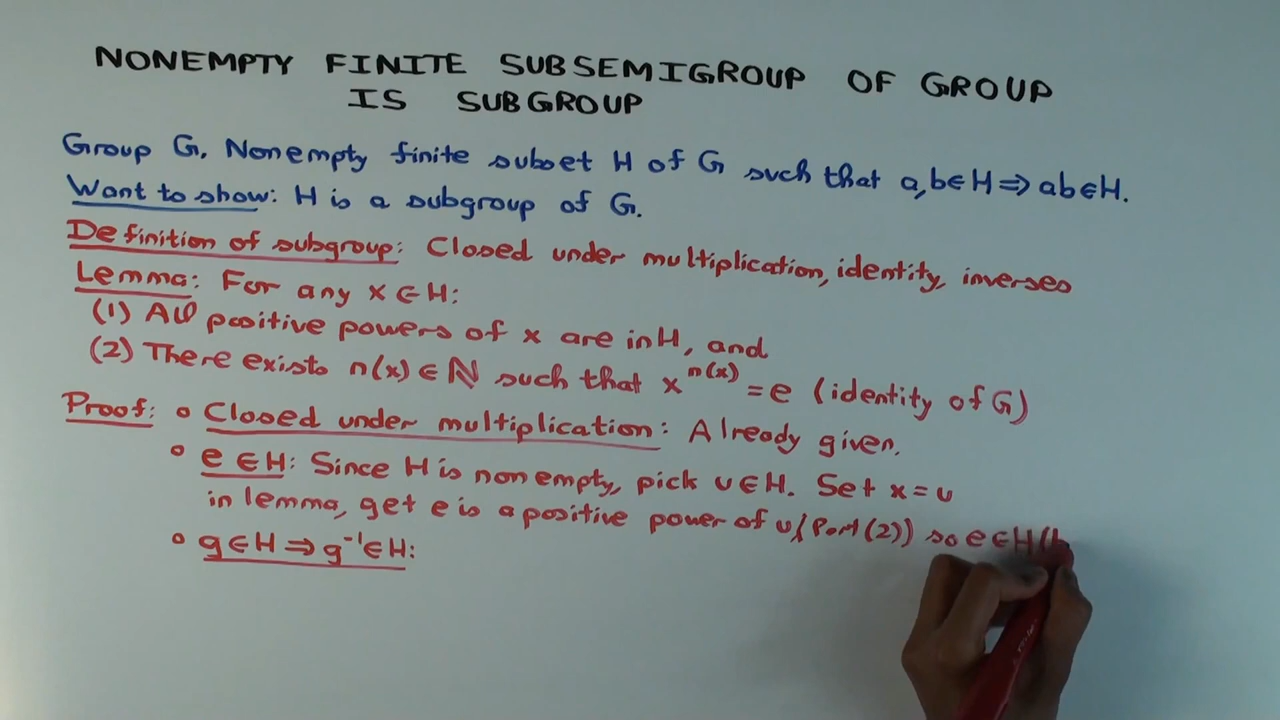 NONEMPTY FINITE SUBSEMIGROUP OF GROUP
IS SUBGROUP
Group G. Nonempty finite subset H of G such that a,b∈H⇒ab∈H.
Want to show: H is a subgroup of G.
Definition of subgroup: Closed under multiplication, identity, inverses
Lemma: For any x∈H:
(1) All positive powers of x are in H, and
(2) There exists n(x)∈ℕ such that x^n(x) = e (identity of G)
Proof: • Closed under multiplication: Already given.
• e∈H: Since H is nonempty, pick u∈H. Set x=u
in lemma, get e is a positive power of u (Part (2)) so e∈H (
• g∈H⇒g⁻¹∈H: